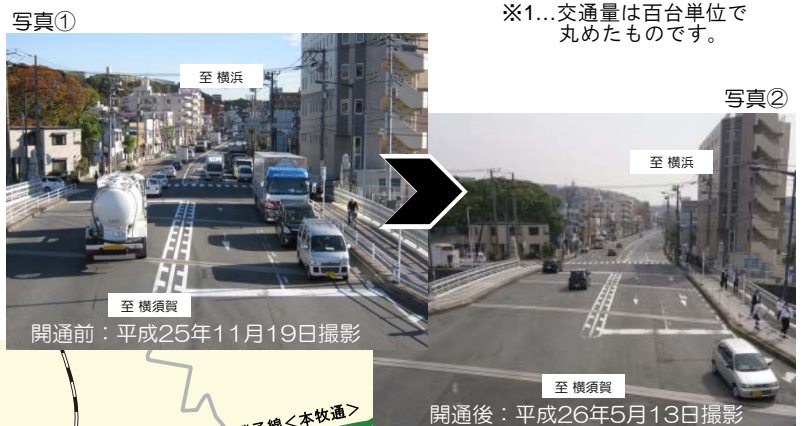 写真①
※1…交通量は百台単位で
丸めたものです。
至 横浜
至 横須賀
開通前：平成25年11月19日撮影
写真②
至 横浜
至 横須賀
開通後：平成26年5月13日撮影
線<本牧通>